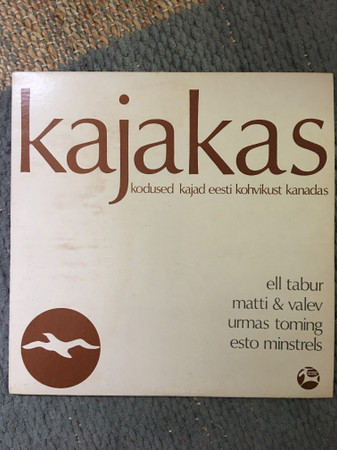 kajakas
kodused kajad eesti kohvikust kanadas
ell tabur
matti & valev
urmas toming
esto minstrels